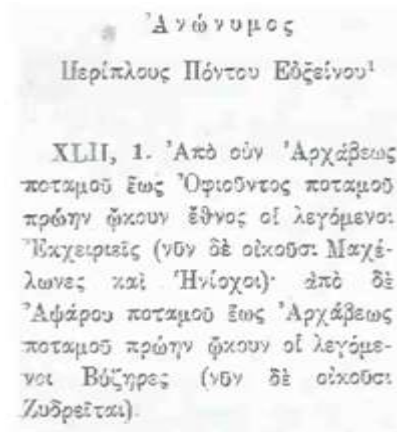 Ἀνώνυμος
Περίπλους Πόντου Εὐξείνου¹
XLII, 1. Ἀπὸ οὖν Ἀρχάβεως
ποταμοῦ ἕως Ὀφιοῦντος ποταμοῦ
πρώην ᾤκουν ἔθνος οἱ λεγόμενοι
Ἐκχειριεῖς (νῦν δὲ οἰκοῦσι Μαχέ-
λωνες καὶ Ἡνίοχοι)· ἀπὸ δὲ
Ἀψάρου ποταμοῦ ἕως Ἀρχάβεως
ποταμοῦ πρώην ᾤκουν οἱ λεγόμε-
νοι Βύζηρες (νῦν δὲ οἰκοῦσι
Ζυδρεῖται).